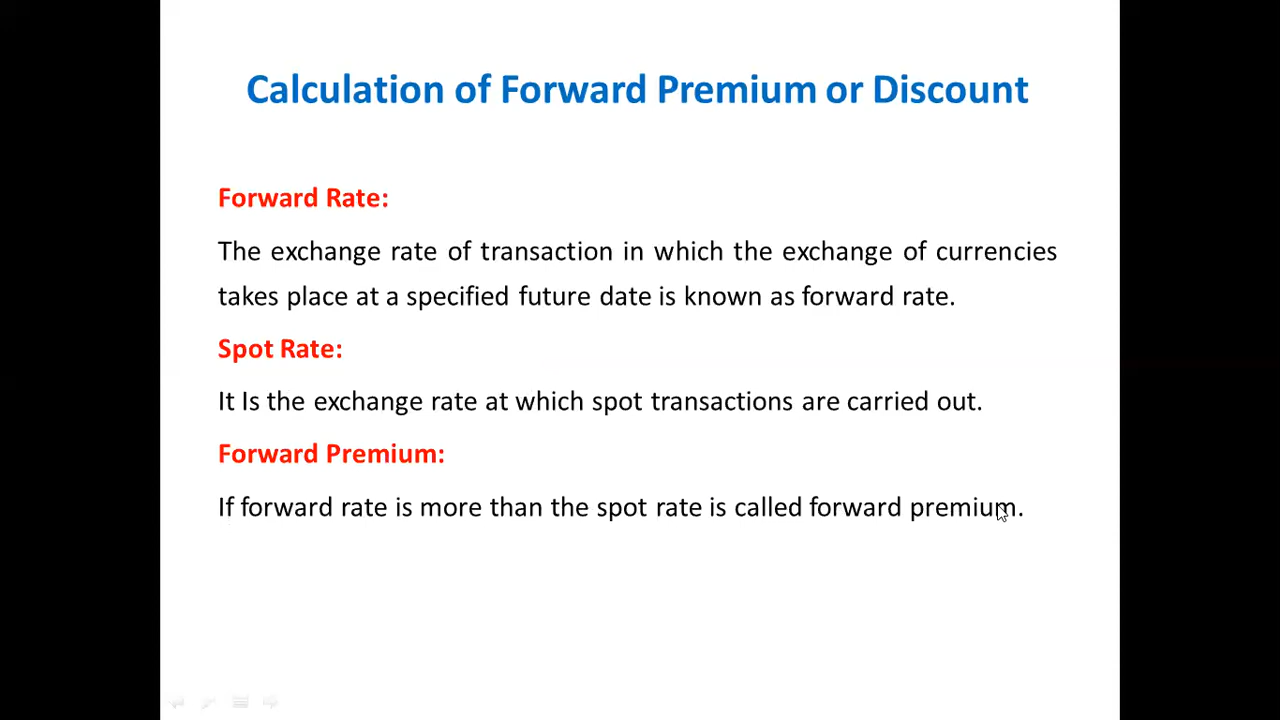 Calculation of Forward Premium or Discount
Forward Rate:
The exchange rate of transaction in which the exchange of currencies
takes place at a specified future date is known as forward rate.
Spot Rate:
It Is the exchange rate at which spot transactions are carried out.
Forward Premium:
If forward rate is more than the spot rate is called forward premium.